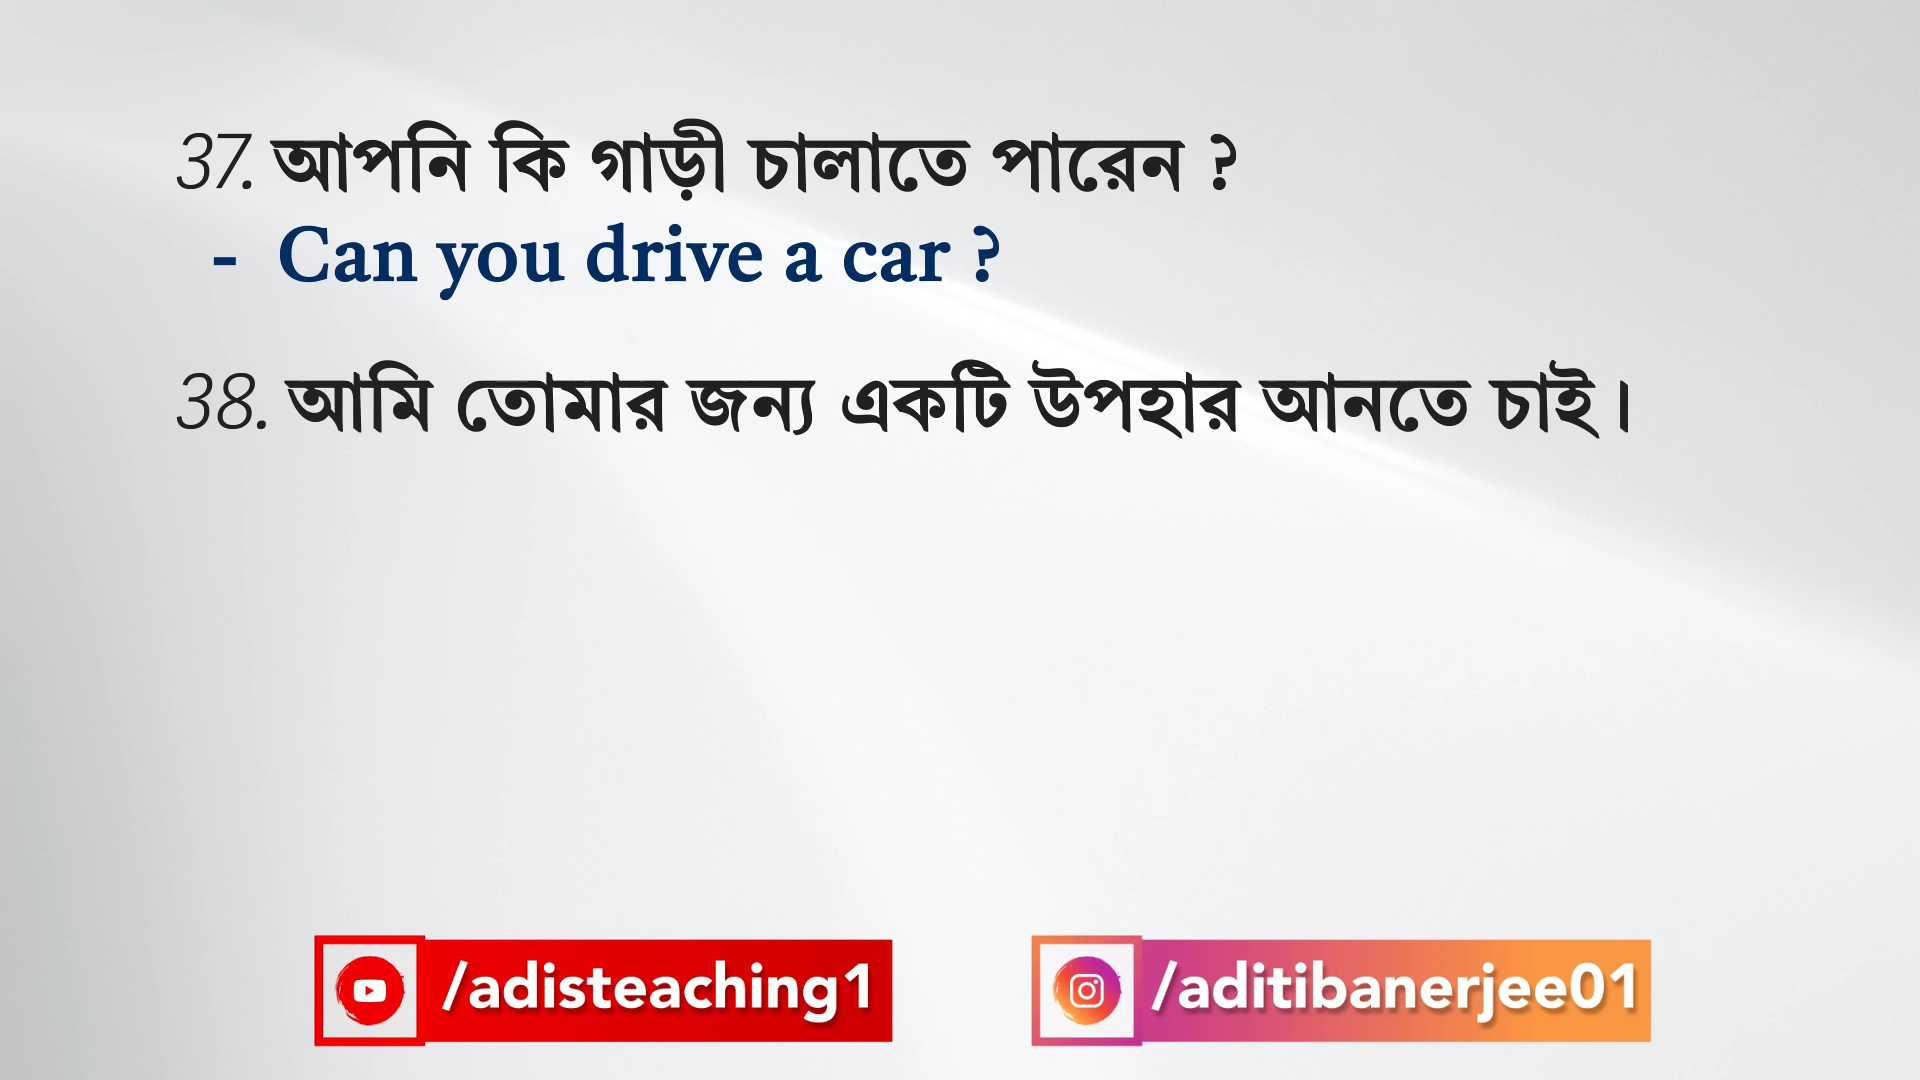 37. আপনি কি গাড়ী চালাতে পারেন ?
- Can you drive a car ?
38. আমি তোমার জন্য একটি উপহার আনতে চাই।
/adisteaching1
/aditibanerjee01